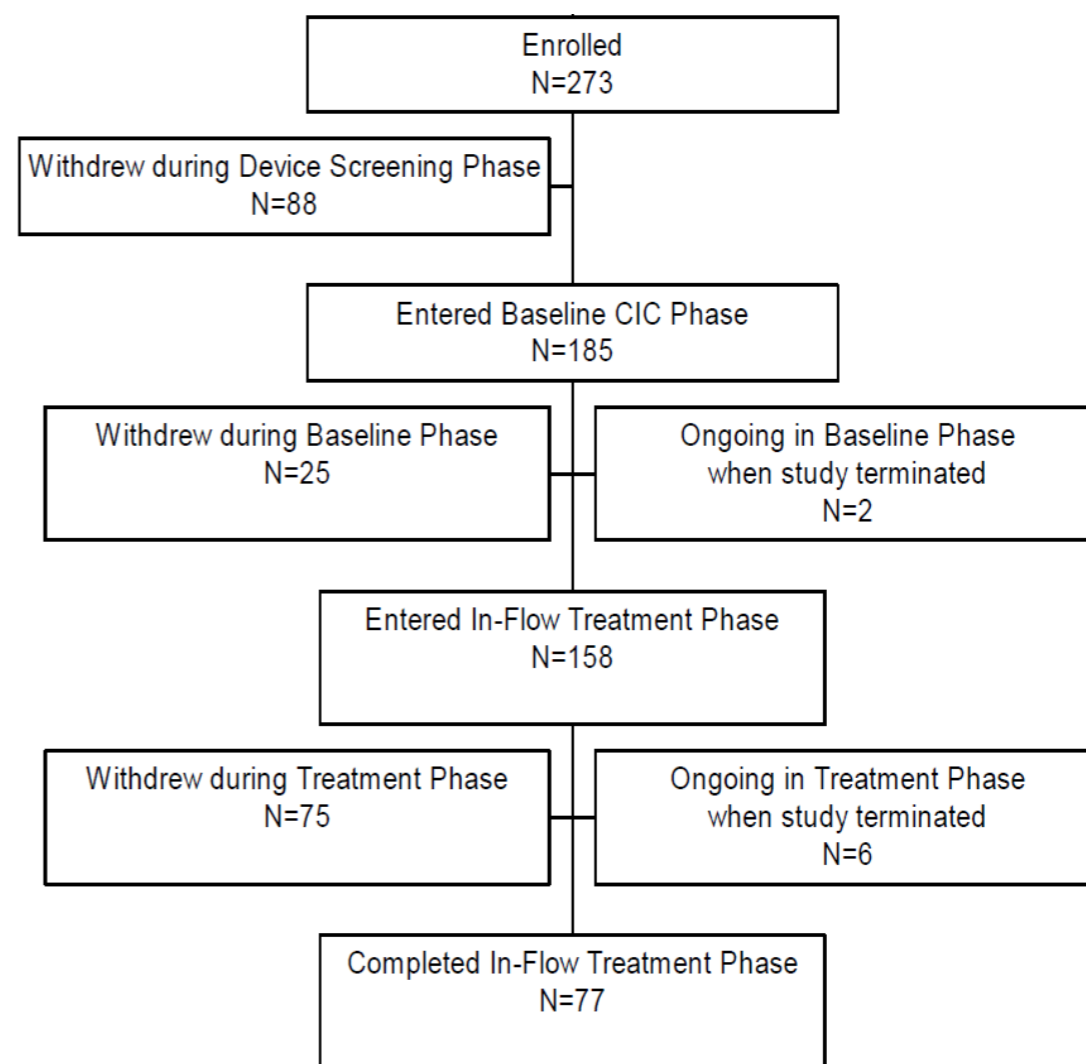 Enrolled
N=273
Withdrew during Device Screening Phase
N=88
Entered Baseline CIC Phase
N=185
Withdrew during Baseline Phase
N=25
Ongoing in Baseline Phase
when study terminated
N=2
Entered In-Flow Treatment Phase
N=158
Withdrew during Treatment Phase
N=75
Ongoing in Treatment Phase
when study terminated
N=6
Completed In-Flow Treatment Phase
N=77